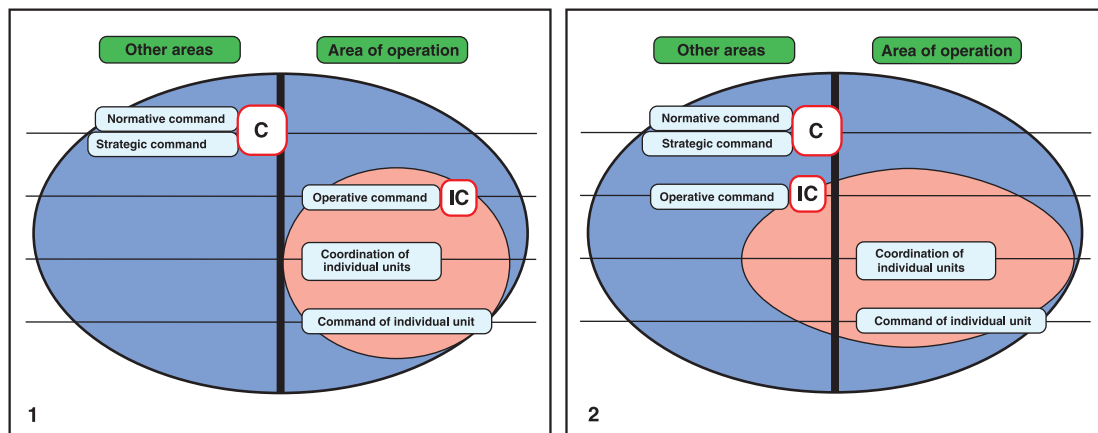 Other areas
Area of operation
Normative command
C
Strategic command
Operative command
IC
Coordination of
individual units
Command of individual unit
1
Other areas
Area of operation
Normative command
C
Strategic command
Operative command
IC
Coordination of
individual units
Command of individual unit
2